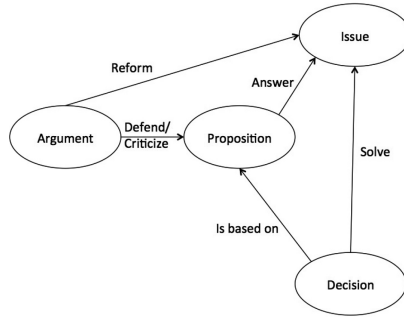 Issue
Reform
Answer
Argument
Defend/
Criticize
Proposition
Solve
Is based on
Decision